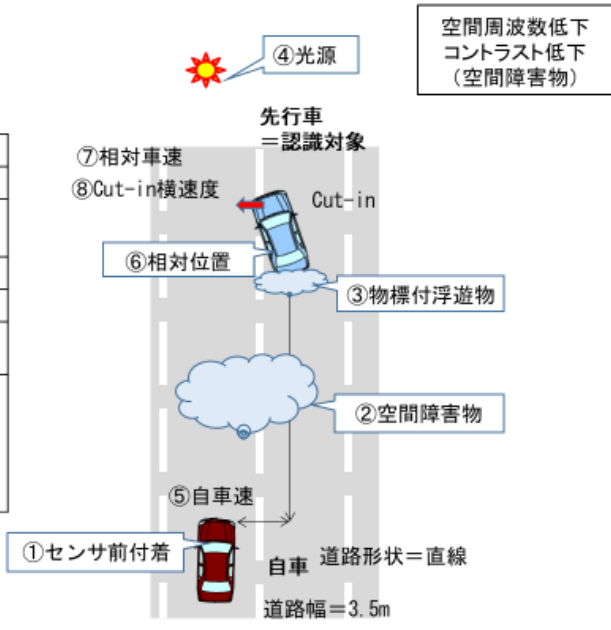 空間周波数低下
コントラスト低下
（空間障害物）
④光源
先行車
＝認識対象
⑦相対車速
⑧Cut-in横速度
Cut-in
⑥相対位置
③物標付浮遊物
②空間障害物
⑤自車速
①センサ前付着
自車
道路形状＝直線
道路幅＝3.5m